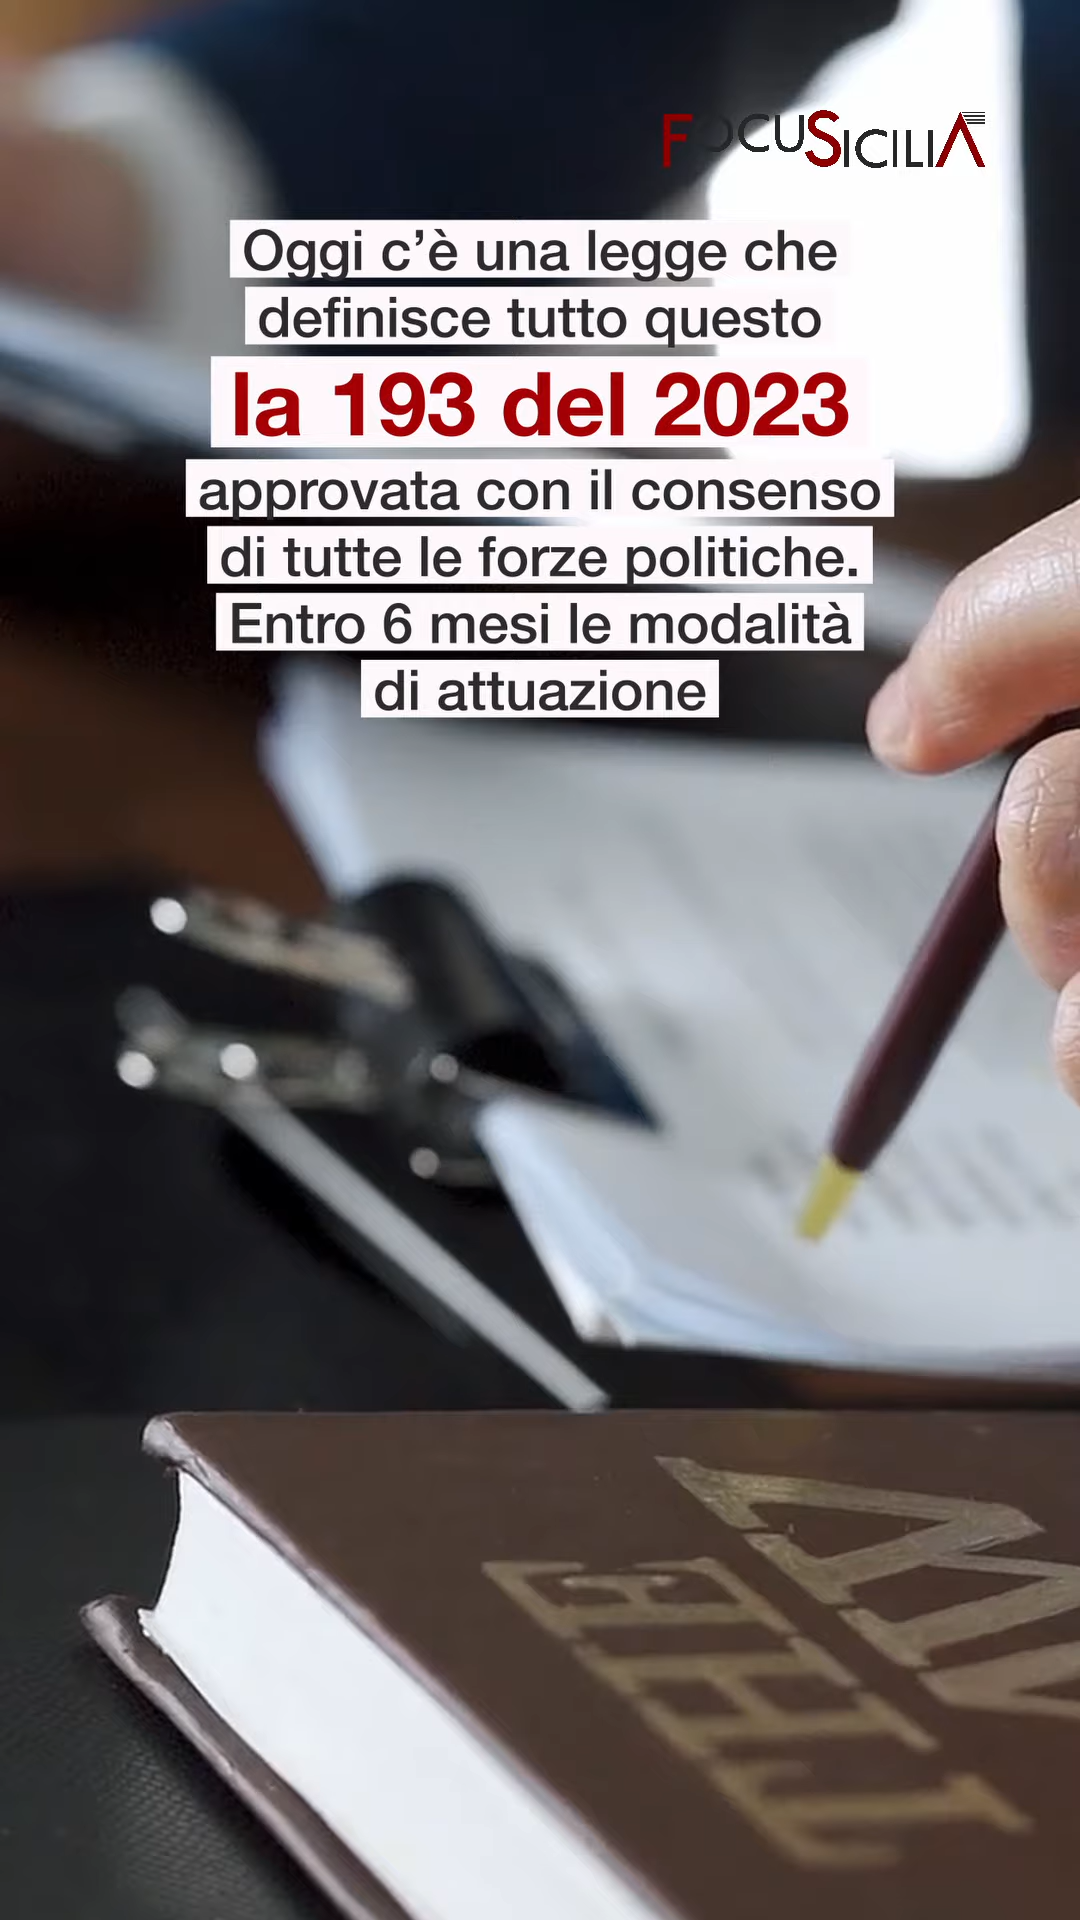 FOCUSICILIA
Oggi c'è una legge che
definisce tutto questo
la 193 del 2023
approvata con il consenso
di tutte le forze politiche.
Entro 6 mesi le modalità
di attuazione
THE